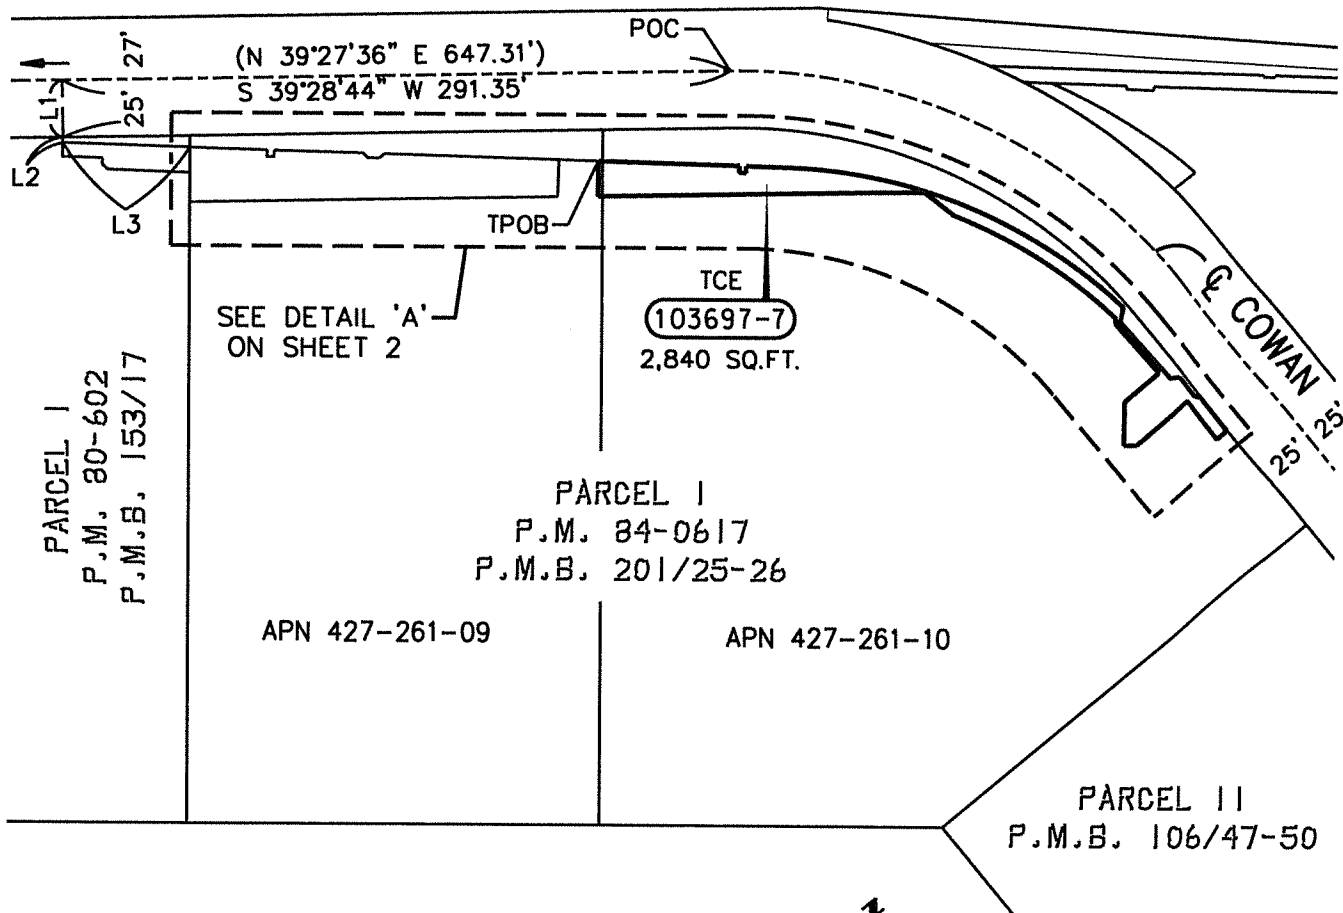 POC
27'
(N 39°27'36" E 647.31')
S 39°28'44" W 291.35'
L1
25'
L2
L3
TPOB
TCE
103697-7
2,840 SQ.FT.
SEE DETAIL 'A'
ON SHEET 2
℄ COWAN
25'
25'
PARCEL I
P.M. 80-602
P.M.B. 153/17
PARCEL I
P.M. 84-0617
P.M.B. 201/25-26
APN 427-261-09
APN 427-261-10
PARCEL II
P.M.B. 106/47-50